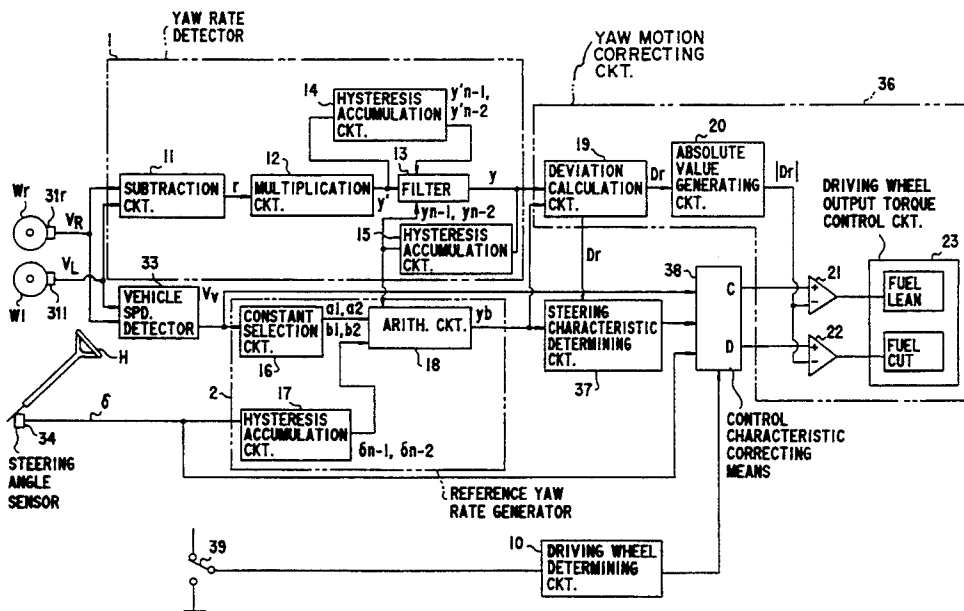 YAW RATE
DETECTOR
1
YAW MOTION
CORRECTING
CKT.
36
14
HYSTERESIS
ACCUMULATION
CKT.
y'n-1,
y'n-2
20
ABSOLUTE
VALUE
GENERATING
CKT.
19
DEVIATION
CALCULATION
CKT.
Dr
|Dr|
11
SUBTRACTION
CKT.
r
12
MULTIPLICATION
CKT.
y'
13
FILTER
y
yn-1, yn-2
15
HYSTERESIS
ACCUMULATION
CKT.
Wr
31r
VR
Wl
31l
VL
33
VEHICLE
SPD.
DETECTOR
Vv
DRIVING WHEEL
OUTPUT TORQUE
CONTROL CKT.
23
FUEL
LEAN
FUEL
CUT
21
+
−
22
+
−
Dr
38
C
D
CONSTANT
SELECTION
CKT.
16
a1, a2
b1, b2
ARITH. CKT.
18
yb
STEERING
CHARACTERISTIC
DETERMINING
CKT.
37
H
2
17
HYSTERESIS
ACCUMULATION
CKT.
δn-1, δn-2
δ
34
STEERING
ANGLE
SENSOR
REFERENCE YAW
RATE GENERATOR
CONTROL
CHARACTERISTIC
CORRECTING
MEANS
39
10
DRIVING WHEEL
DETERMINING
CKT.